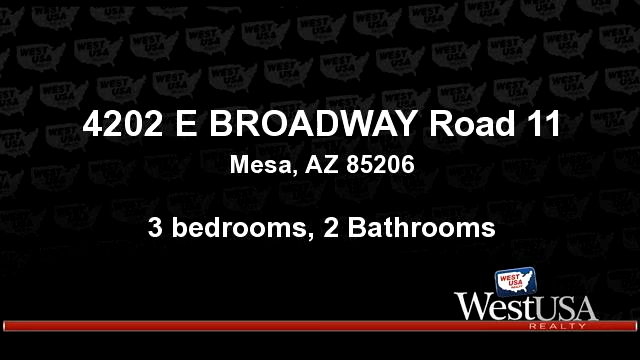 4202 E BROADWAY Road 11
Mesa, AZ 85206
3 bedrooms, 2 Bathrooms
WEST
USA
REALTY
WestUSA
REALTY